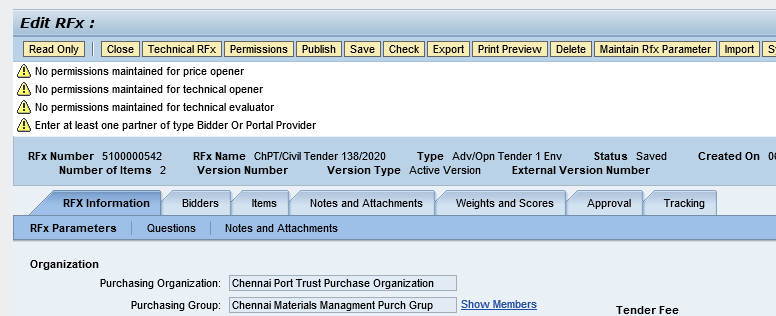 Edit RFx :
Read Only Close Technical RFx Permissions Publish Save Check Export Print Preview Delete Maintain Rfx Parameter Import
No permissions maintained for price opener
No permissions maintained for technical opener
No permissions maintained for technical evaluator
Enter at least one partner of type Bidder Or Portal Provider
RFx Number 5100000542 RFx Name ChPT/Civil Tender 138/2020 Type Adv/Opn Tender 1 Env Status Saved Created On
Number of Items 2 Version Number Version Type Active Version External Version Number
RFX Information Bidders Items Notes and Attachments Weights and Scores Approval Tracking
RFx Parameters Questions Notes and Attachments
Organization
Purchasing Organization: Chennai Port Trust Purchase Organization
Purchasing Group: Chennai Materials Managment Purch Grup Show Members
Tender Fee